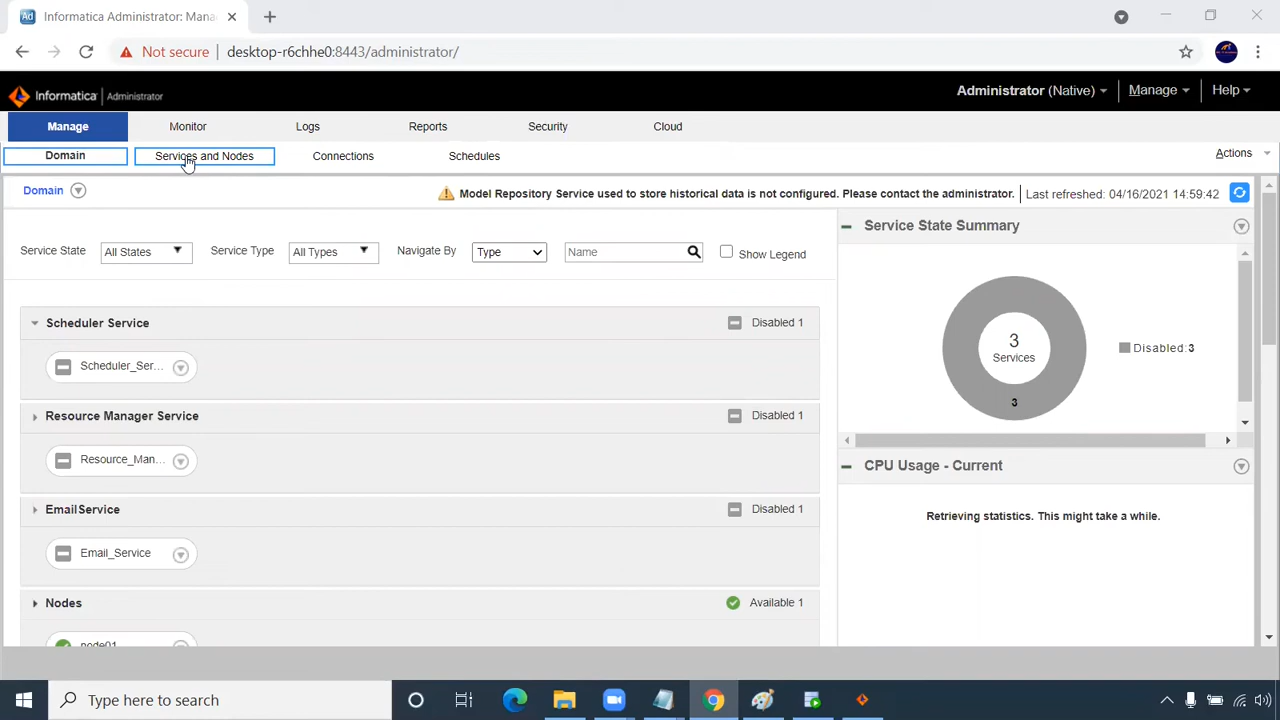 Informatica Administrator: Mana
Not secure desktop-r6chhe0:8443/administrator/
Informatica Administrator
Administrator (Native) Manage Help
Manage Monitor Logs Reports Security Cloud
Domain Services and Nodes Connections Schedules Actions
Domain Model Repository Service used to store historical data is not configured. Please contact the administrator. Last refreshed: 04/16/2021 14:59:42
Service State Summary
Service State All States Service Type All Types Navigate By Type Name Show Legend
Scheduler Service Disabled 1
Scheduler_Ser...
3
Services
Disabled:3
3
Resource Manager Service Disabled 1
Resource_Man...
CPU Usage - Current
EmailService Disabled 1
Retrieving statistics. This might take a while.
Email_Service
Nodes Available 1
node01
Type here to search